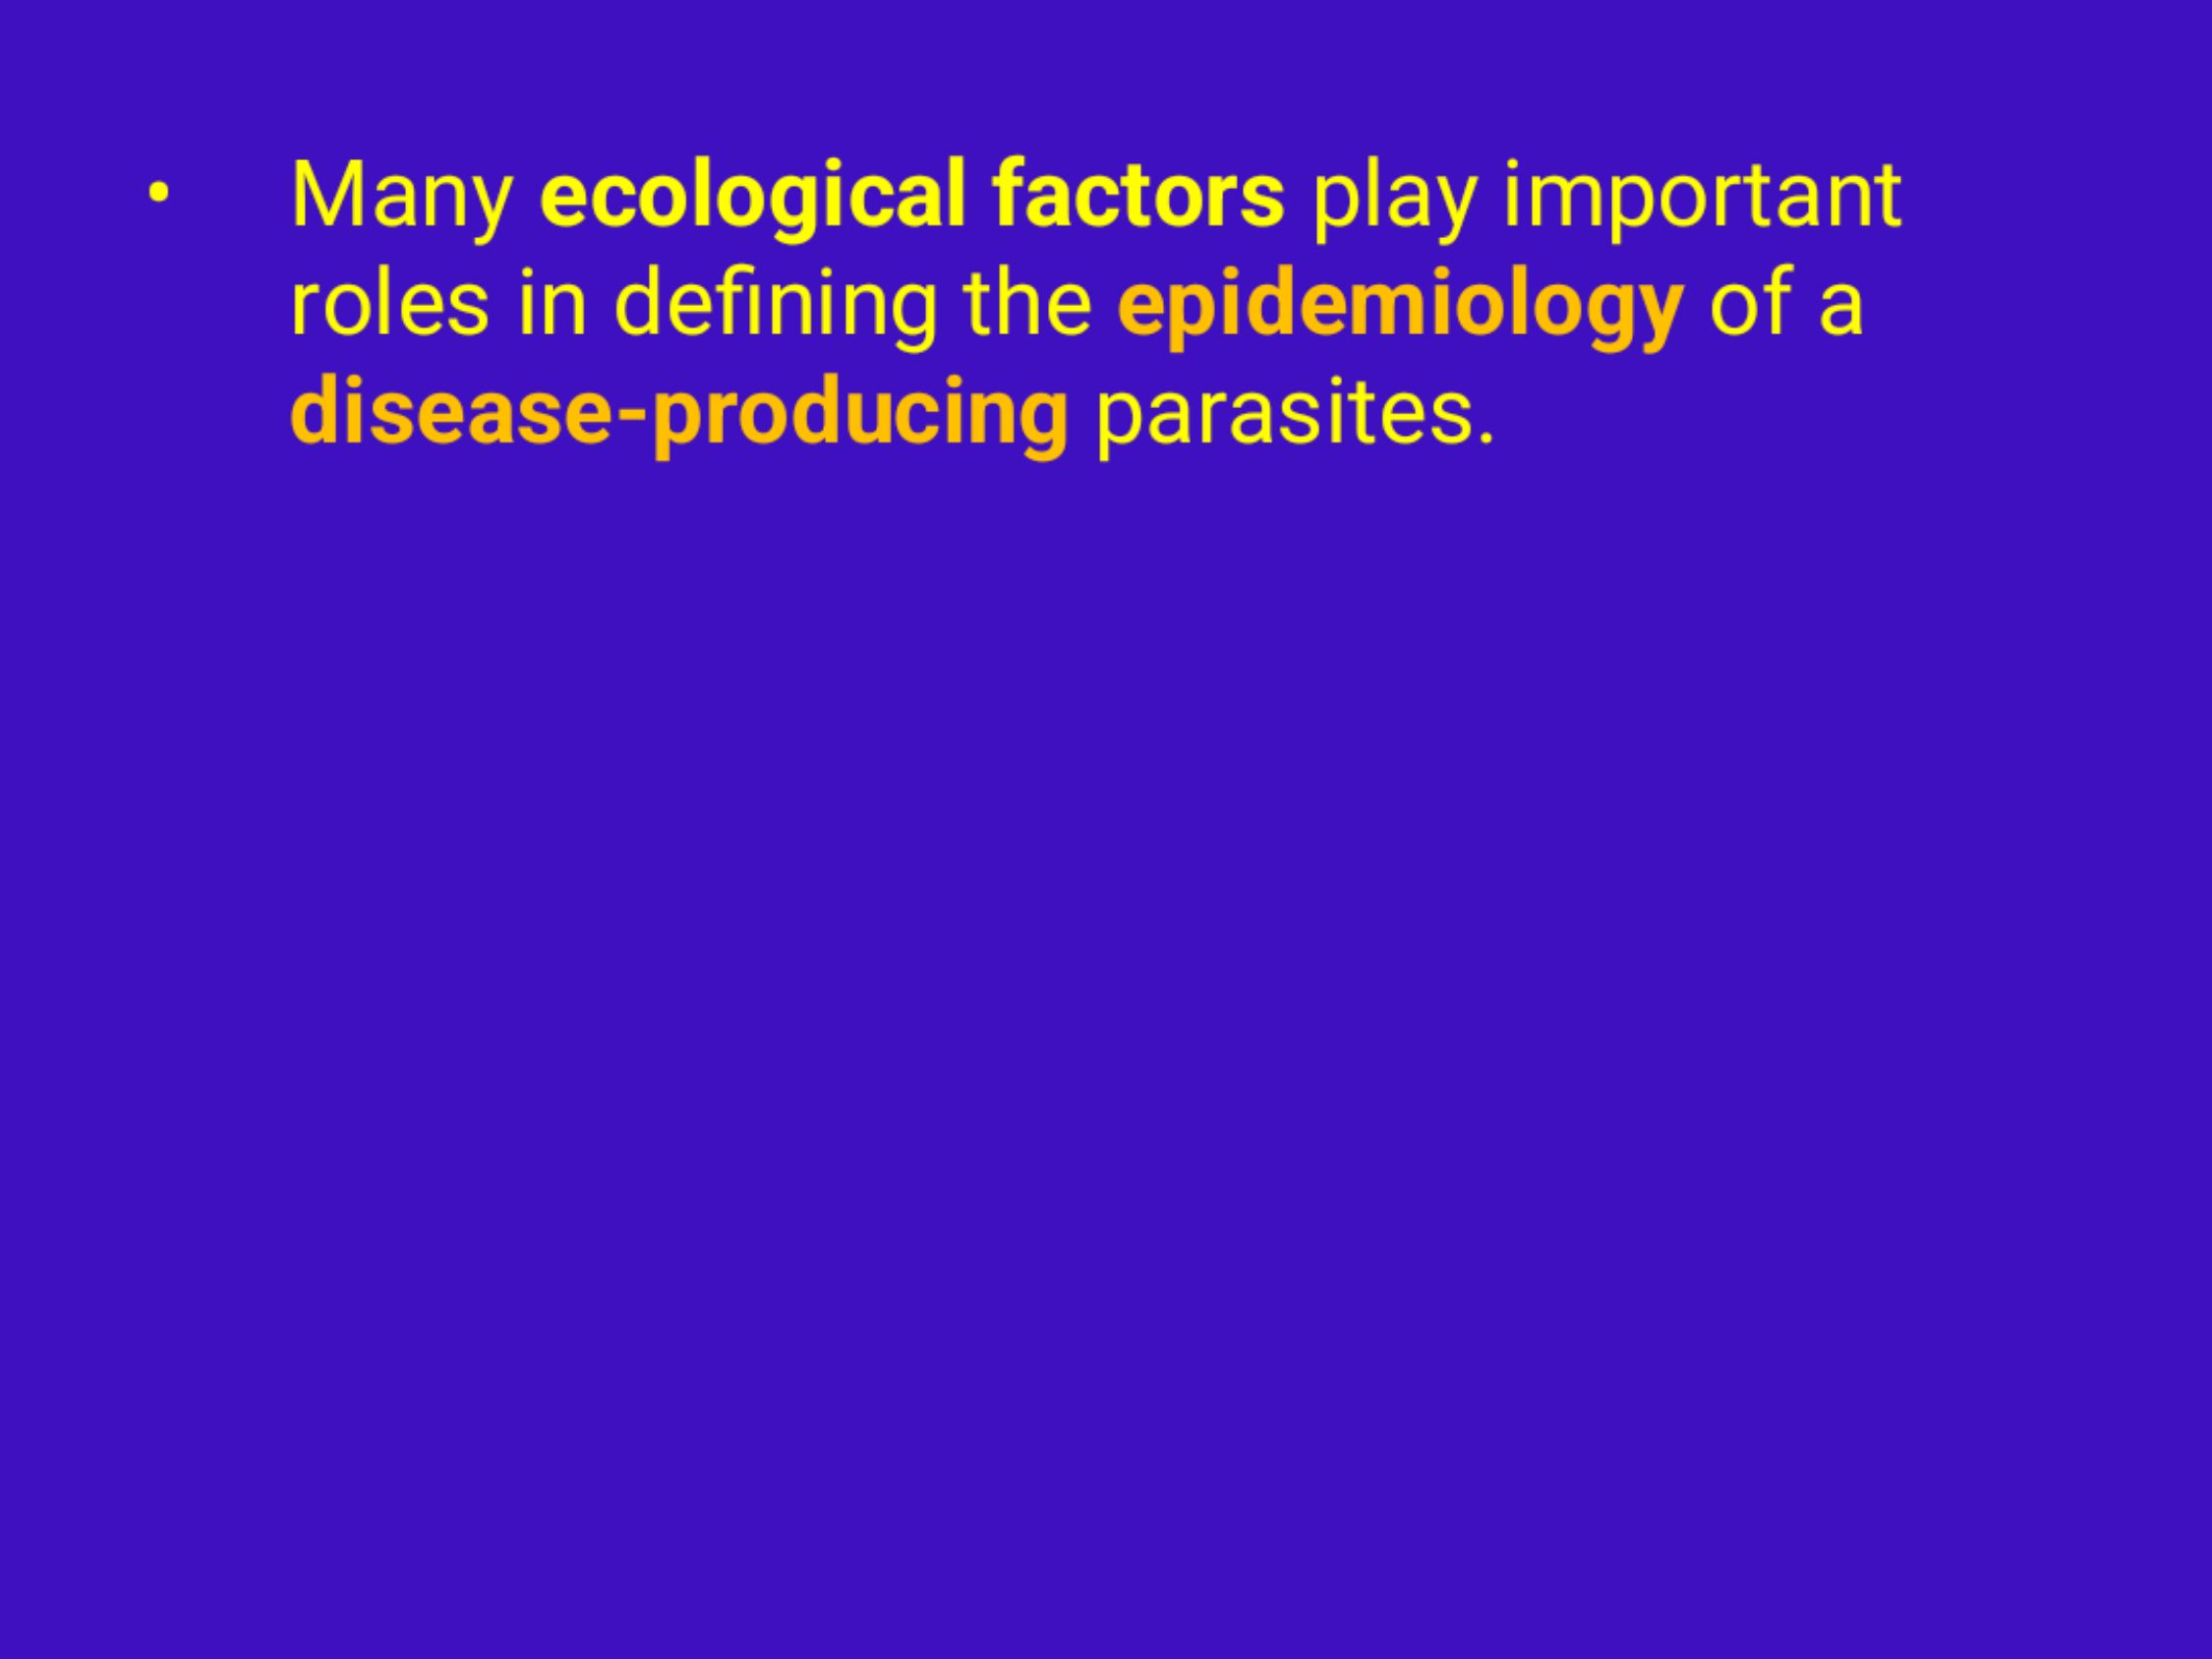 • Many ecological factors play important
roles in defining the epidemiology of a
disease-producing parasites.